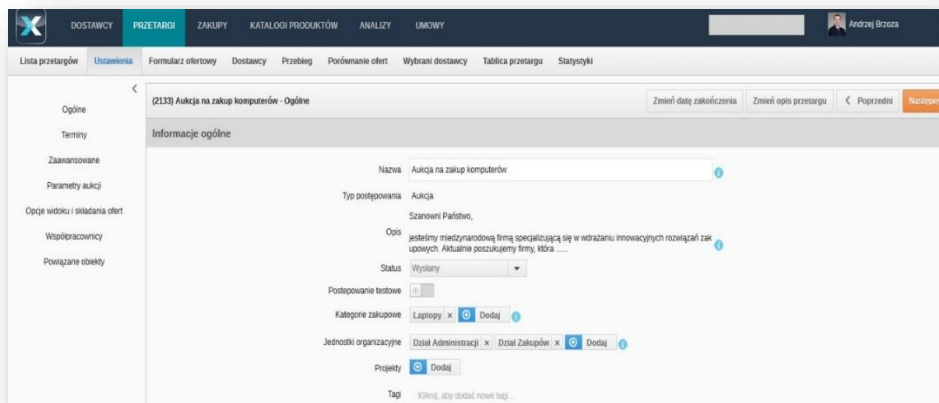 DOSTAWCY PRZETARGI ZAKUPY KATALOGI PRODUKTÓW ANALIZY UMOWY Andrzej Brzoza
Lista przetargów Ustawienia Formularz ofertowy Dostawcy Przebieg Porównanie ofert Wybrani dostawcy Tablica przetargu Statystyki
Ogólne
Terminy
Zaawansowane
Parametry aukcji
Opcje widoku i składania ofert
Współpracownicy
Powiązane obiekty
(2133) Aukcja na zakup komputerów - Ogólne Zmień datę zakończenia Zmień opis przetargu Poprzedni Następn
Informacje ogólne
Nazwa Aukcja na zakup komputerów
Typ postępowania Aukcja
Szanowni Państwo,
Opis
jesteśmy miedzynarodową firmą specjalizującą się w wdrażaniu innowacyjnych rozwiązań zak
upowych. Aktualnie poszukujemy firmy, która ......
Status Wysłany
Postepowanie testowe
Kategorie zakupowe Laptopy x Dodaj
Jednostki organizacyjne Dział Administracji x Dział Zakupów x Dodaj
Projekty Dodaj
Tagi Kliknij, aby dodać nowe tagi...